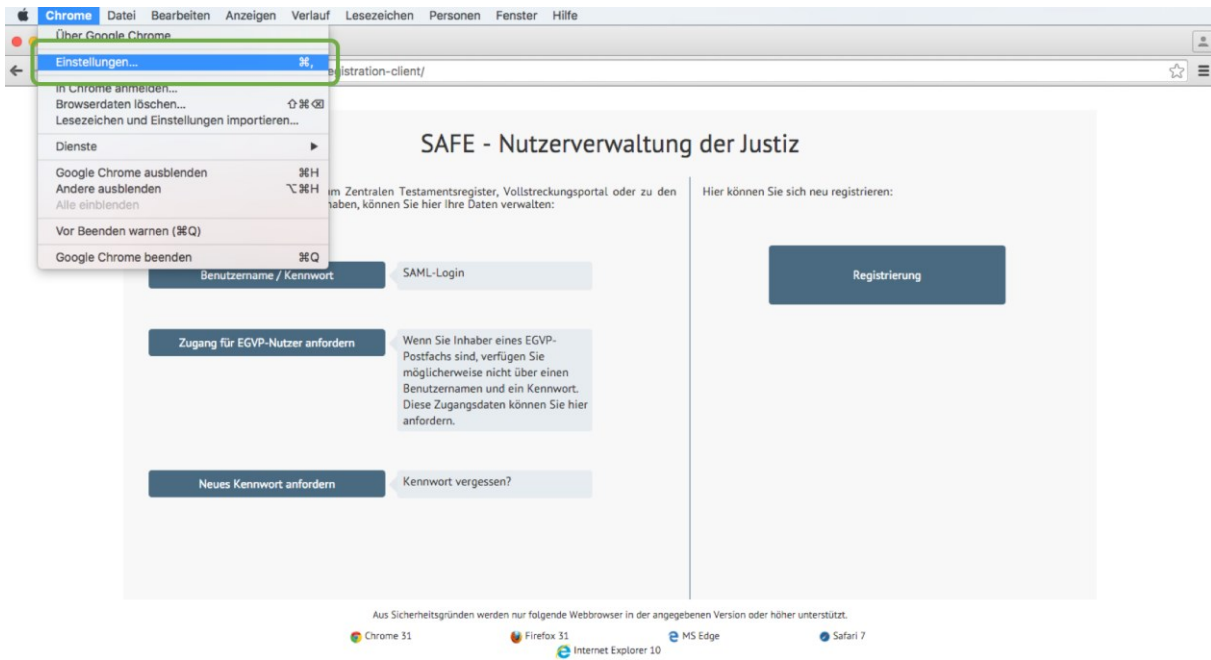 Chrome Datei Bearbeiten Anzeigen Verlauf Lesezeichen Personen Fenster Hilfe
Über Google Chrome
Einstellungen... ⌘,
In Chrome anmelden...
Browserdaten löschen... ⇧⌘⌫
Lesezeichen und Einstellungen importieren...
Dienste ▶
Google Chrome ausblenden ⌘H
Andere ausblenden ⌥⌘H
Alle einblenden
Vor Beenden warnen (⌘Q)
Google Chrome beenden ⌘Q
gistration-client/
SAFE - Nutzerverwaltung der Justiz
Zentralen Testamentsregister, Vollstreckungsportal oder zu den
haben, können Sie hier Ihre Daten verwalten:
Benutzername / Kennwort
SAML-Login
Zugang für EGVP-Nutzer anfordern
Wenn Sie Inhaber eines EGVP-
Postfachs sind, verfügen Sie
möglicherweise nicht über einen
Benutzernamen und ein Kennwort.
Diese Zugangsdaten können Sie hier
anfordern.
Neues Kennwort anfordern
Kennwort vergessen?
Hier können Sie sich neu registrieren:
Registrierung
Aus Sicherheitsgründen werden nur folgende Webbrowser in der angegebenen Version oder höher unterstützt.
Chrome 31 Firefox 31 MS Edge Safari 7
Internet Explorer 10